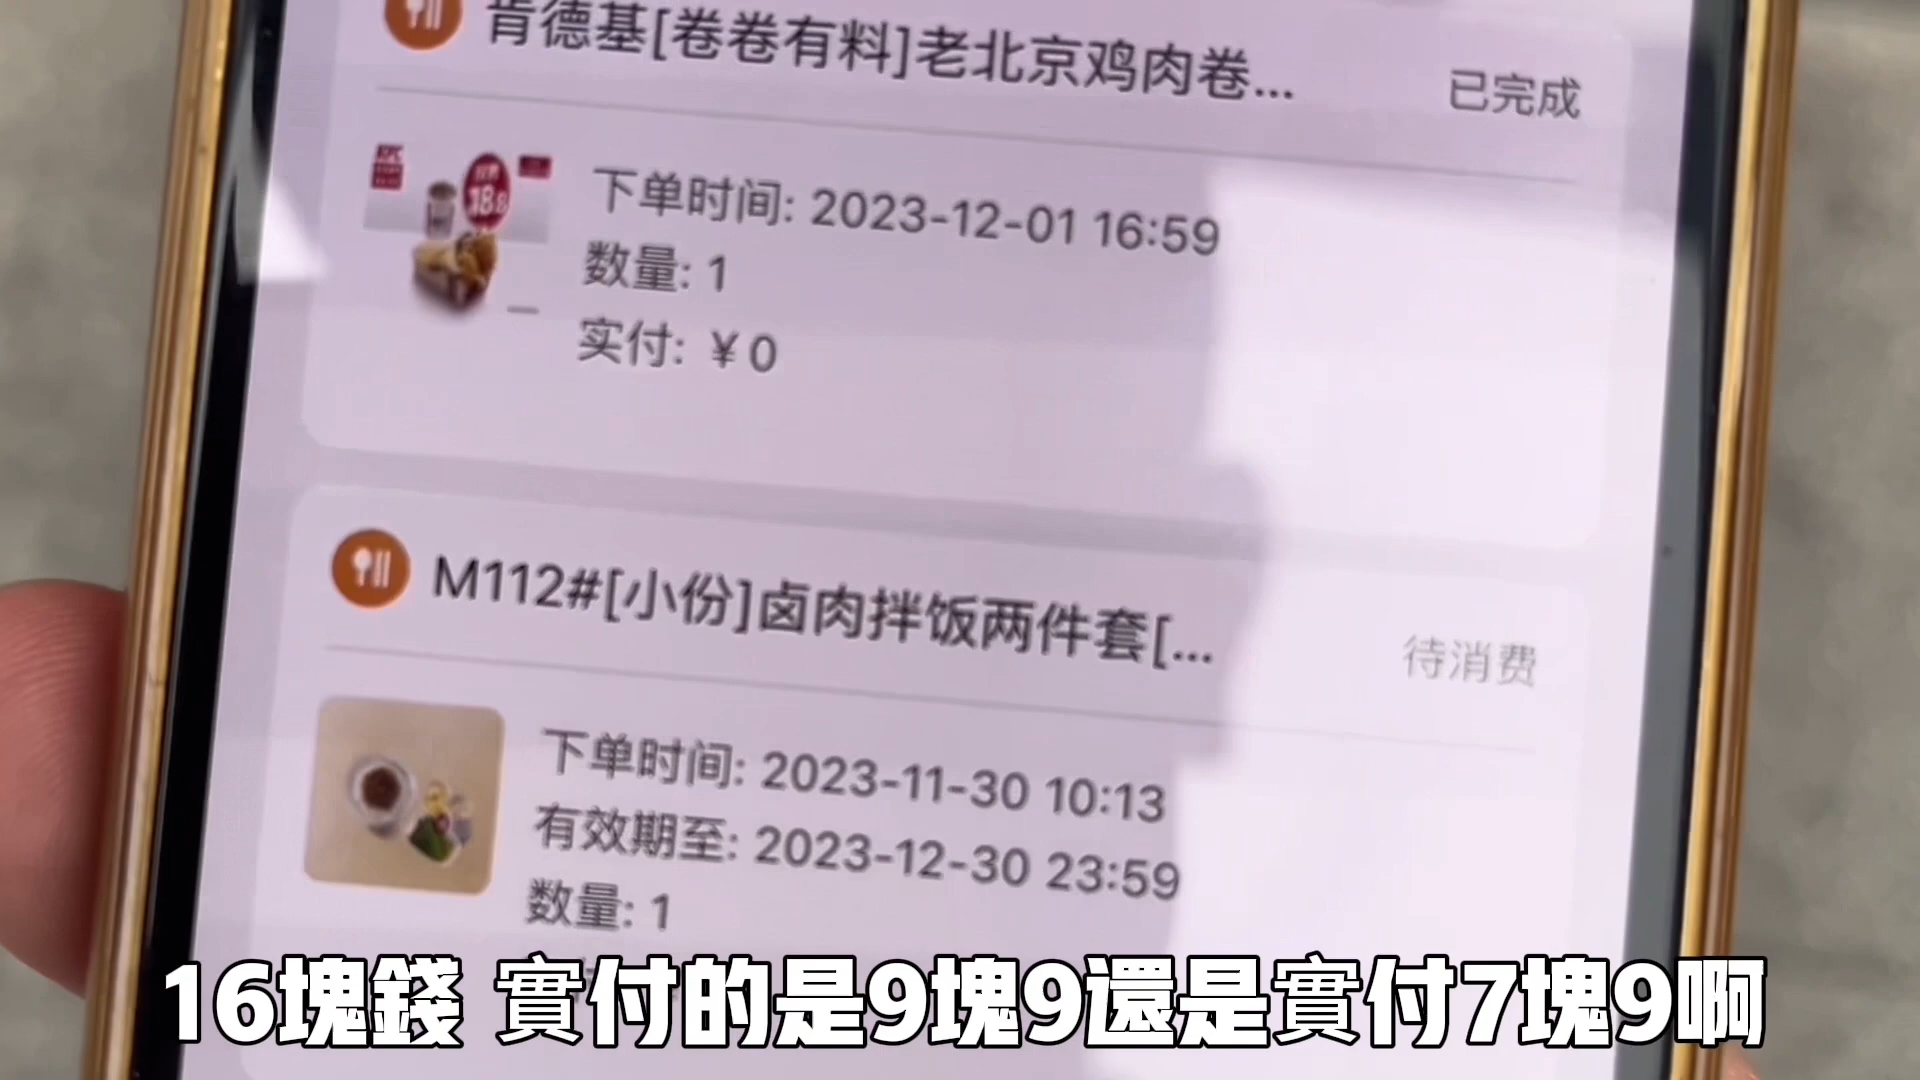 肯德基[卷卷有料]老北京鸡肉卷...
已完成
18.8
下单时间: 2023-12-01 16:59
数量: 1
实付: ￥0
M112#[小份]卤肉拌饭两件套[...
待消费
下单时间: 2023-11-30 10:13
有效期至: 2023-12-30 23:59
数量: 1
16塊錢 實付的是9塊9還是實付7塊9啊